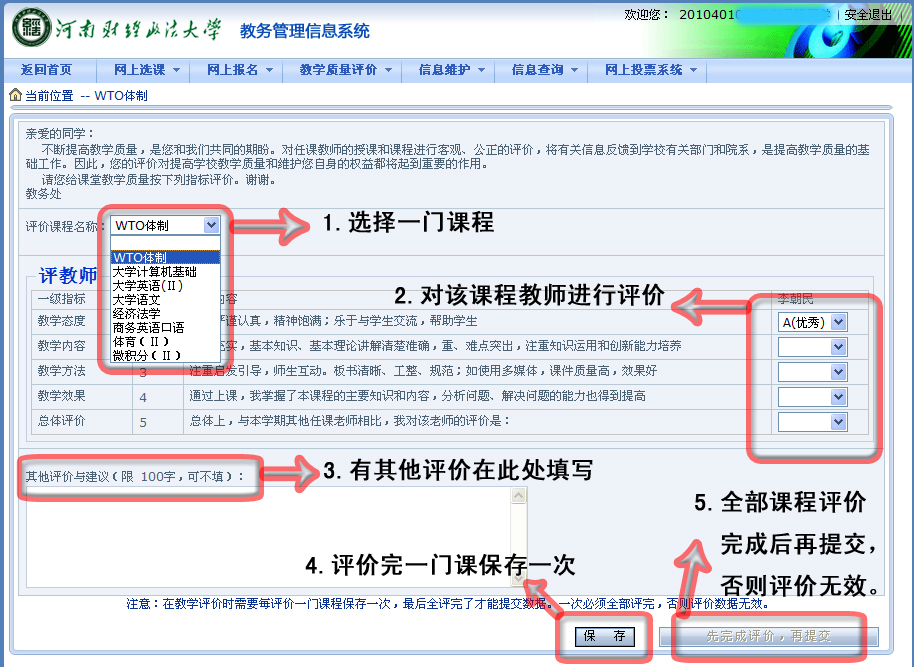 河南财经政法大学 教务管理信息系统 欢迎您： 2010401 | 安全退出
返回首页 网上选课 网上报名 教学质量评价 信息维护 信息查询 网上投票系统
当前位置 -- WTO体制
亲爱的同学：
不断提高教学质量，是您和我们共同的期盼。对任课教师的授课和课程进行客观、公正的评价，将有关信息反馈到学校有关部门和院系，是提高教学质量的基
础工作。因此，您的评价对提高学校教学质量和维护您自身的权益都将起到重要的作用。
请您给课堂教学质量按下列指标评价。谢谢。
教务处
评价课程名称： WTO体制
1. 选择一门课程
WTO体制
大学计算机基础
大学英语(Ⅱ)
大学语文
经济法学
商务英语口语
体育(Ⅱ)
微积分(Ⅱ)
评教师
2. 对该课程教师进行评价
一级指标 内容 李朝民
教学态度 严谨认真，精神饱满；乐于与学生交流，帮助学生 A(优秀)
教学内容 充实，基本知识、基本理论讲解清楚准确，重、难点突出，注重知识运用和创新能力培养
教学方法 3 注重启发引导，师生互动。板书清晰、工整、规范；如使用多媒体，课件质量高，效果好
教学效果 4 通过上课，我掌握了本课程的主要知识和内容，分析问题、解决问题的能力也得到提高
总体评价 5 总体上，与本学期其他任课老师相比，我对该老师的评价是：
其他评价与建议(限 100字，可不填)：
3. 有其他评价在此处填写
4. 评价完一门课保存一次
5. 全部课程评价
完成后再提交，
否则评价无效。
注意：在教学评价时需要每评价一门课程保存一次，最后全评完了才能提交数据。一次必须全部评完，否则评价数据无效。
保 存 先完成评价，再提交